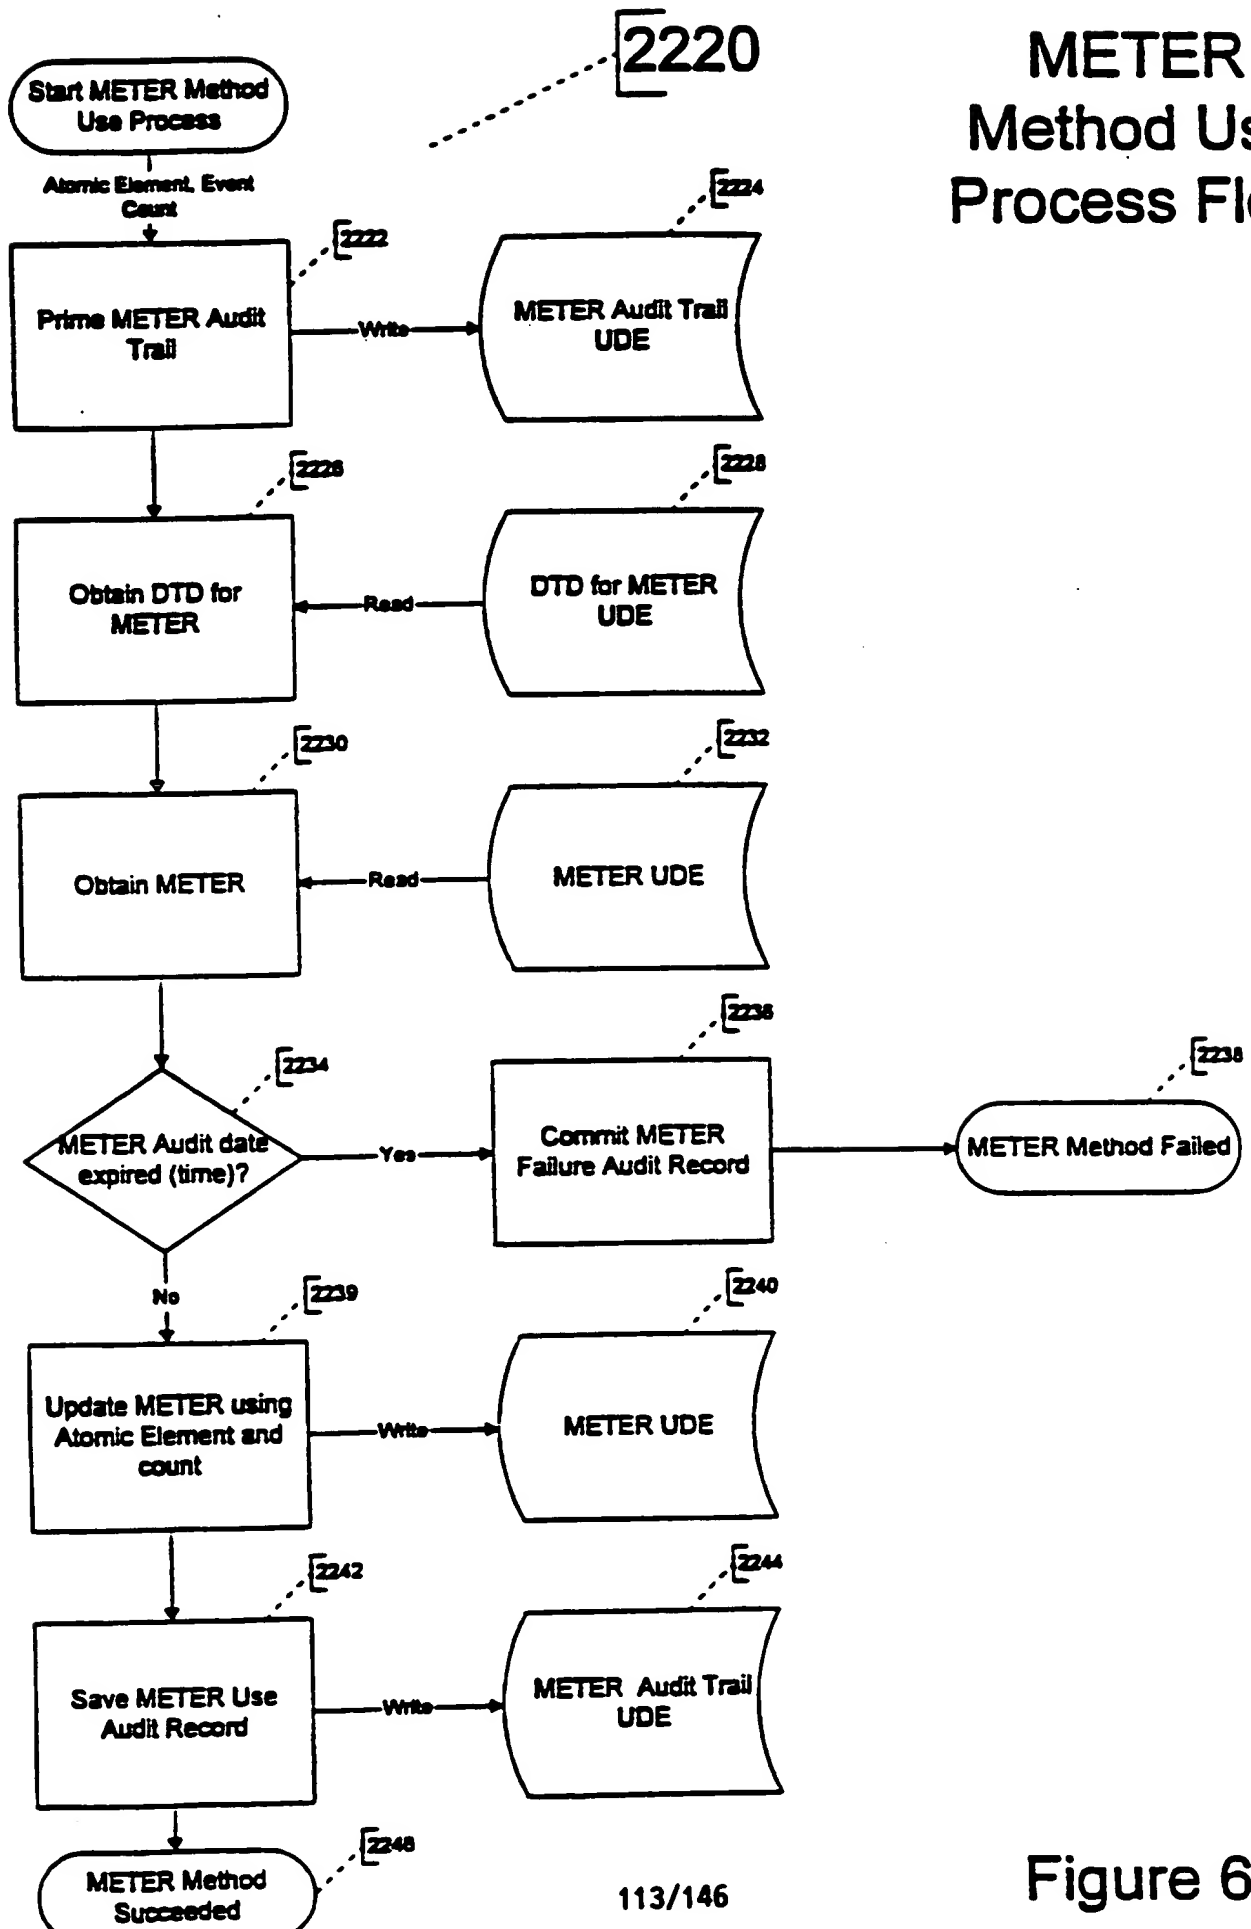 2220
METER
Method Us
Process Flo
Start METER Method
Use Process
Atomic Element, Event
Count
2222
2224
Prime METER Audit
Trail
Write
METER Audit Trail
UDE
2226
2228
Obtain DTD for
METER
Read
DTD for METER
UDE
2230
2232
Obtain METER
Read
METER UDE
2234
2236
2238
METER Audit date
expired (time)?
Yes
Commit METER
Failure Audit Record
METER Method Failed
No
2239
2240
Update METER using
Atomic Element and
count
Write
METER UDE
2242
2244
Save METER Use
Audit Record
Write
METER Audit Trail
UDE
2246
METER Method
Succeeded
113/146
Figure 6